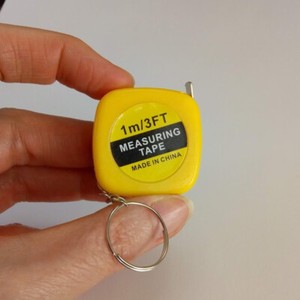 1m/3FT
MEASURING
TAPE
MADE IN CHINA